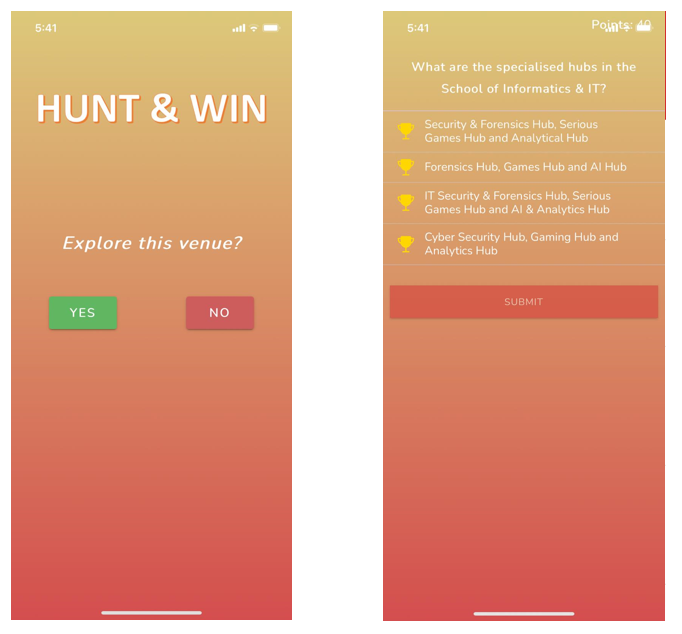 5:41
HUNT & WIN
Explore this venue?
YES
NO
5:41
Points: 40
What are the specialised hubs in the
School of Informatics & IT?
Security & Forensics Hub, Serious
Games Hub and Analytical Hub
Forensics Hub, Games Hub and AI Hub
IT Security & Forensics Hub, Serious
Games Hub and AI & Analytics Hub
Cyber Security Hub, Gaming Hub and
Analytics Hub
SUBMIT